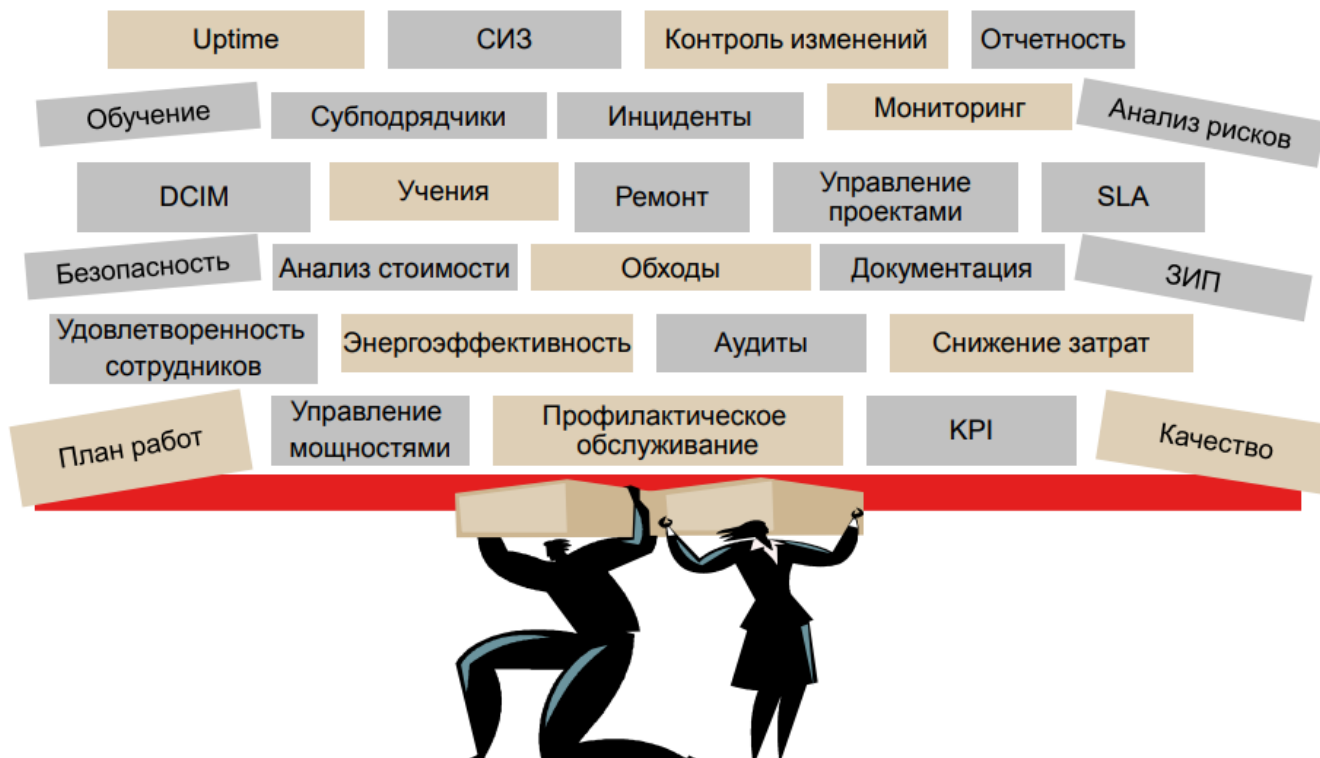 Uptime
СИЗ
Контроль изменений
Отчетность
Обучение
Субподрядчики
Инциденты
Мониторинг
Анализ рисков
DCIM
Учения
Ремонт
Управление
проектами
SLA
Безопасность
Анализ стоимости
Обходы
Документация
ЗИП
Удовлетворенность
сотрудников
Энергоэффективность
Аудиты
Снижение затрат
План работ
Управление
мощностями
Профилактическое
обслуживание
KPI
Качество